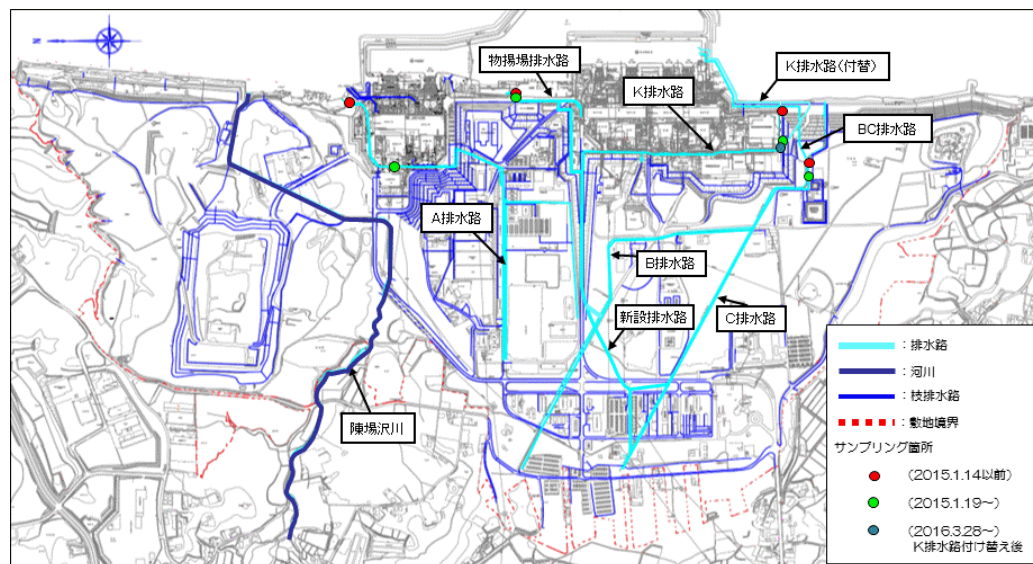 N
物揚場排水路
K排水路(付替)
K排水路
BC排水路
A排水路
B排水路
新設排水路
C排水路
陳場沢川
：排水路
：河川
：枝排水路
：敷地境界
サンプリング箇所
(2015.1.14以前)
(2015.1.19～)
(2016.3.28～)
K排水路付け替え後